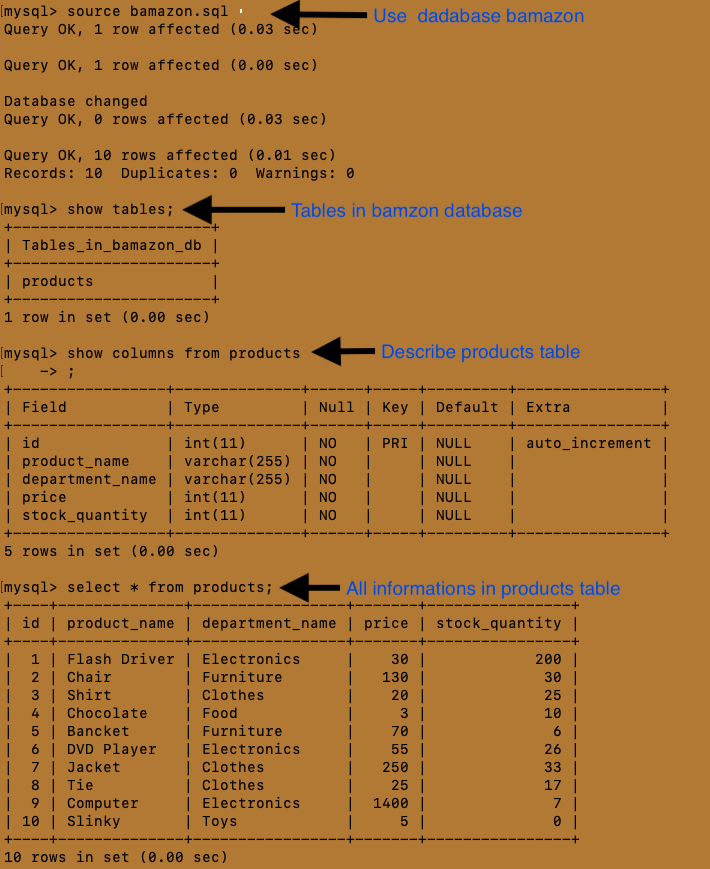 [mysql> source bamazon.sql
Use dadabase bamazon
Query OK, 1 row affected (0.03 sec)
Query OK, 1 row affected (0.00 sec)
Database changed
Query OK, 0 rows affected (0.03 sec)
Query OK, 10 rows affected (0.01 sec)
Records: 10  Duplicates: 0  Warnings: 0
[mysql> show tables;
Tables in bamzon database
+----------------------+
| Tables_in_bamazon_db |
+----------------------+
| products             |
+----------------------+
1 row in set (0.00 sec)
[mysql> show columns from products
Describe products table
[    -> ;
+-----------------+--------------+------+-----+---------+----------------+
| Field           | Type         | Null | Key | Default | Extra          |
+-----------------+--------------+------+-----+---------+----------------+
| id              | int(11)      | NO   | PRI | NULL    | auto_increment |
| product_name    | varchar(255) | NO   |     | NULL    |                |
| department_name | varchar(255) | NO   |     | NULL    |                |
| price           | int(11)      | NO   |     | NULL    |                |
| stock_quantity  | int(11)      | NO   |     | NULL    |                |
+-----------------+--------------+------+-----+---------+----------------+
5 rows in set (0.00 sec)
[mysql> select * from products;
All informations in products table
+----+--------------+-----------------+-------+----------------+
| id | product_name | department_name | price | stock_quantity |
+----+--------------+-----------------+-------+----------------+
|  1 | Flash Driver | Electronics     |    30 |            200 |
|  2 | Chair        | Furniture       |   130 |             30 |
|  3 | Shirt        | Clothes         |    20 |             25 |
|  4 | Chocolate    | Food            |     3 |             10 |
|  5 | Bancket      | Furniture       |    70 |              6 |
|  6 | DVD Player   | Electronics     |    55 |             26 |
|  7 | Jacket       | Clothes         |   250 |             33 |
|  8 | Tie          | Clothes         |    25 |             17 |
|  9 | Computer     | Electronics     |  1400 |              7 |
| 10 | Slinky       | Toys            |     5 |              0 |
+----+--------------+-----------------+-------+----------------+
10 rows in set (0.00 sec)